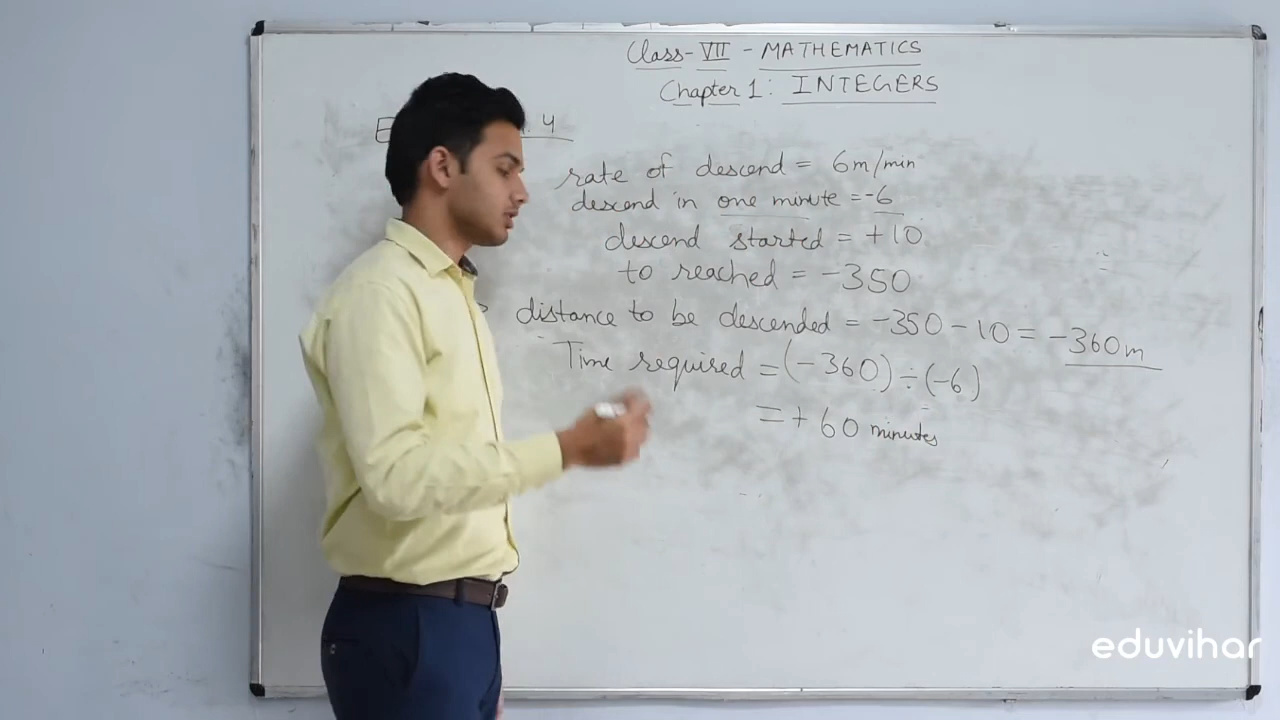 Class-VII - MATHEMATICS
Chapter 1: INTEGERS
E .4
rate of descend = 6m/min
descend in one minute = -6
descend started = +10
to reached = -350
distance to be descended = -350 - 10 = -360m
Time required = (-360) ÷ (-6)
= + 60 minutes
eduvihar